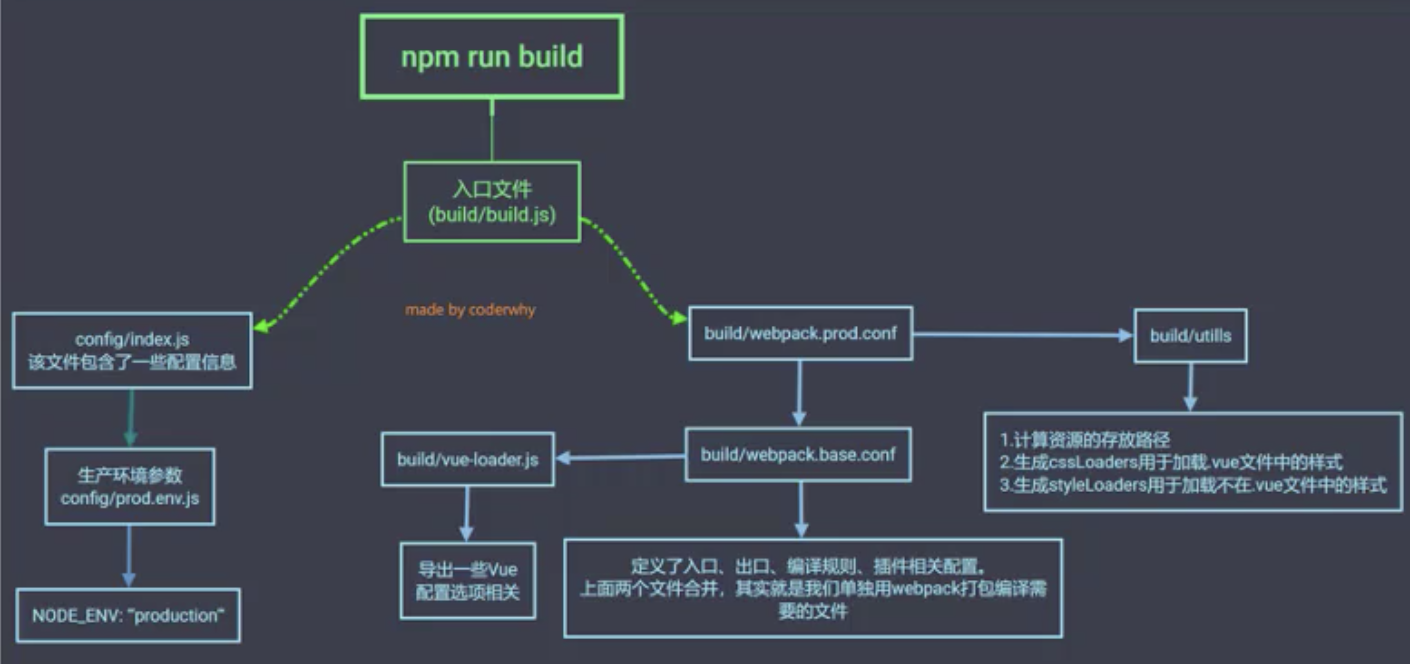 npm run build
入口文件
(build/build.js)
made by coderwhy
config/index.js
该文件包含了一些配置信息
build/webpack.prod.conf
build/utills
build/vue-loader.js
build/webpack.base.conf
1.计算资源的存放路径
2.生成cssLoaders用于加载.vue文件中的样式
3.生成styleLoaders用于加载不在.vue文件中的样式
生产环境参数
config/prod.env.js
导出一些Vue
配置选项相关
定义了入口、出口、编译规则、插件相关配置。
上面两个文件合并，其实就是我们单独用webpack打包编译需
要的文件
NODE_ENV: '"production"'